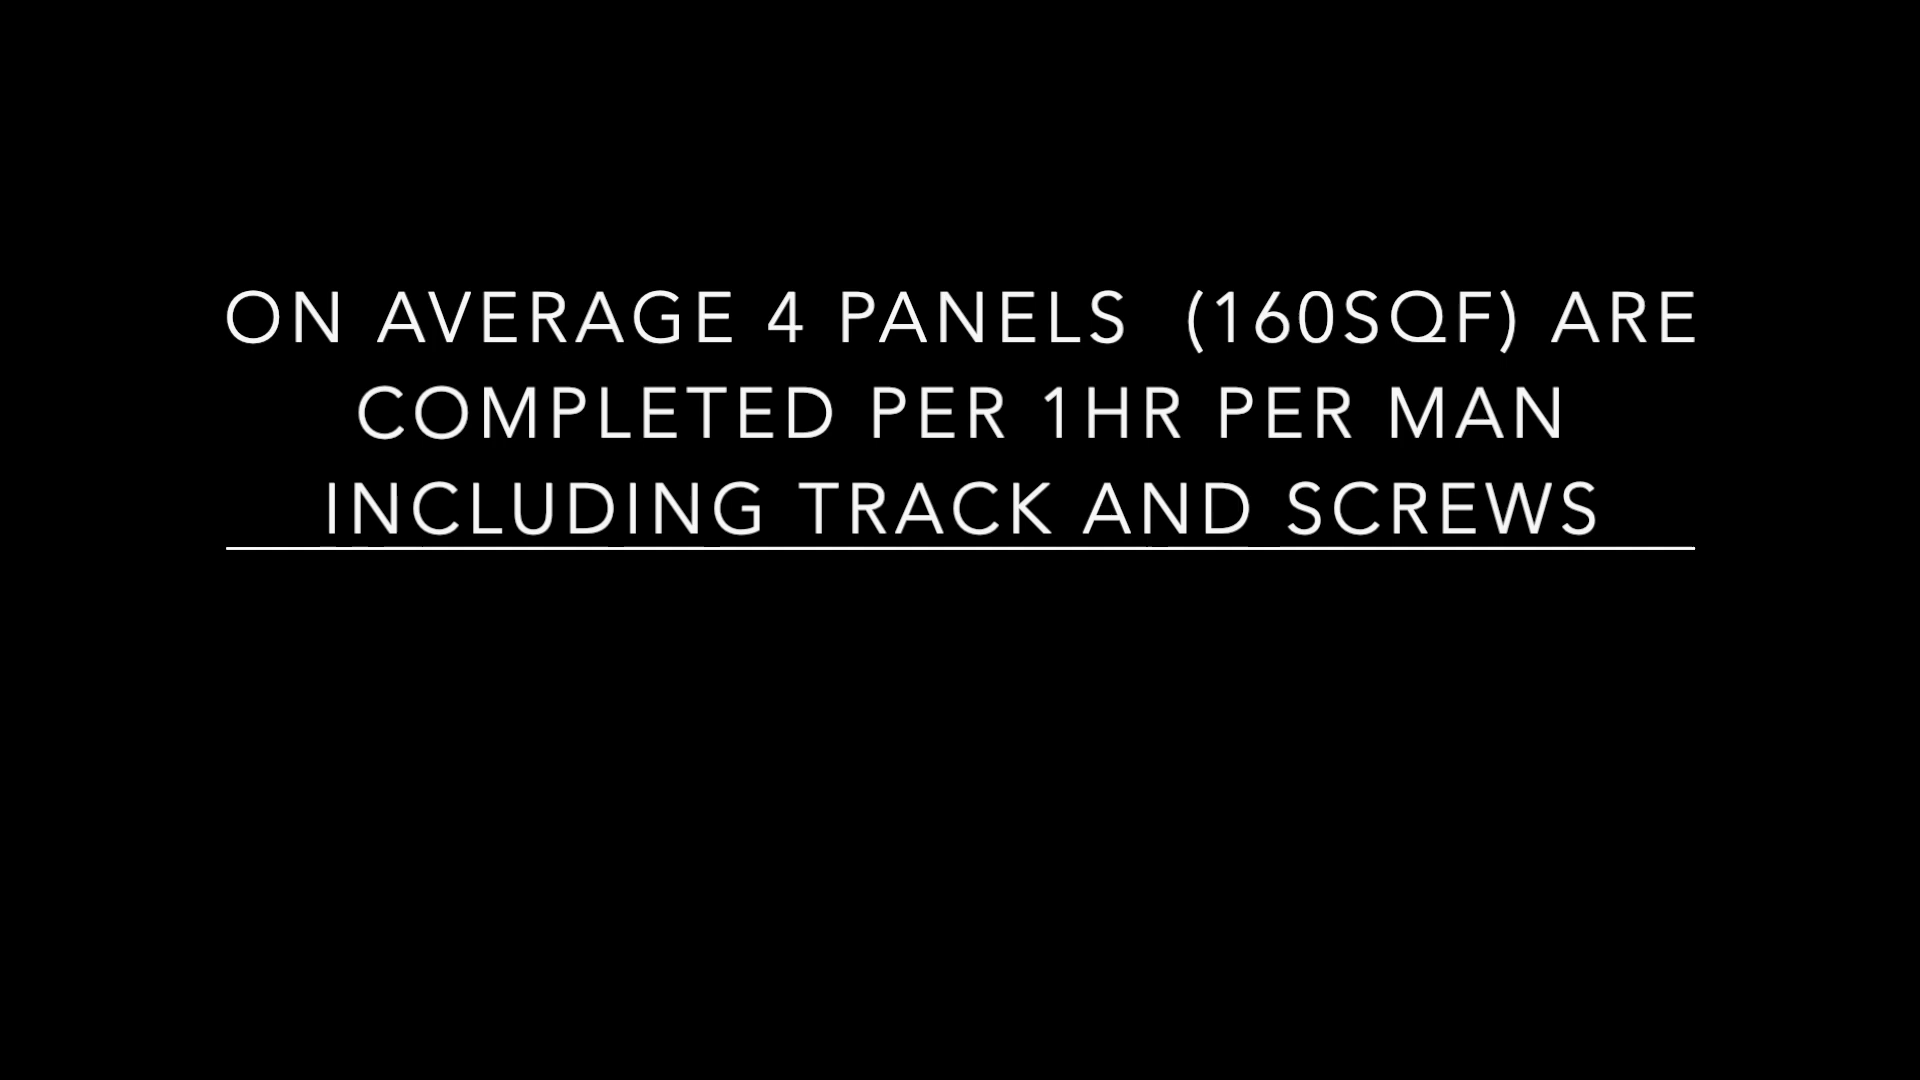 ON AVERAGE 4 PANELS  (160SQF) ARE
COMPLETED PER 1HR PER MAN
INCLUDING TRACK AND SCREWS